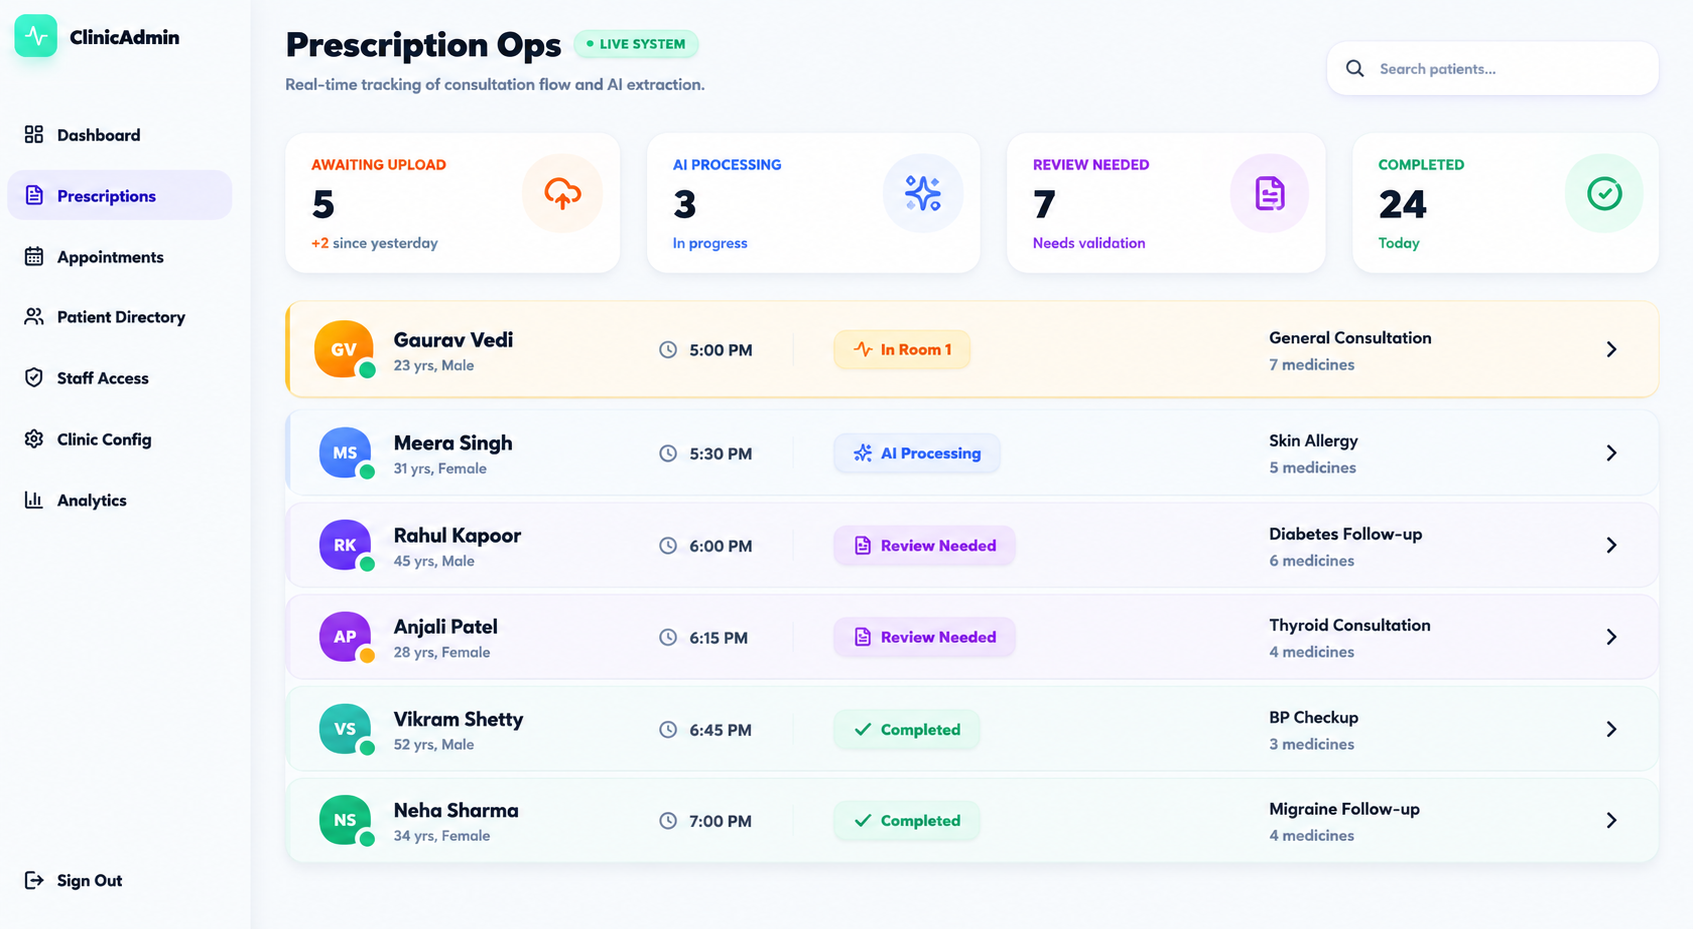 ClinicAdmin
Dashboard
Prescriptions
Appointments
Patient Directory
Staff Access
Clinic Config
Analytics
Sign Out
Prescription Ops
LIVE SYSTEM
Real-time tracking of consultation flow and AI extraction.
Search patients...
AWAITING UPLOAD
5
+2 since yesterday
AI PROCESSING
3
In progress
REVIEW NEEDED
7
Needs validation
COMPLETED
24
Today
GV
Gaurav Vedi
23 yrs, Male
5:00 PM
In Room 1
General Consultation
7 medicines
MS
Meera Singh
31 yrs, Female
5:30 PM
AI Processing
Skin Allergy
5 medicines
RK
Rahul Kapoor
45 yrs, Male
6:00 PM
Review Needed
Diabetes Follow-up
6 medicines
AP
Anjali Patel
28 yrs, Female
6:15 PM
Review Needed
Thyroid Consultation
4 medicines
VS
Vikram Shetty
52 yrs, Male
6:45 PM
Completed
BP Checkup
3 medicines
NS
Neha Sharma
34 yrs, Female
7:00 PM
Completed
Migraine Follow-up
4 medicines